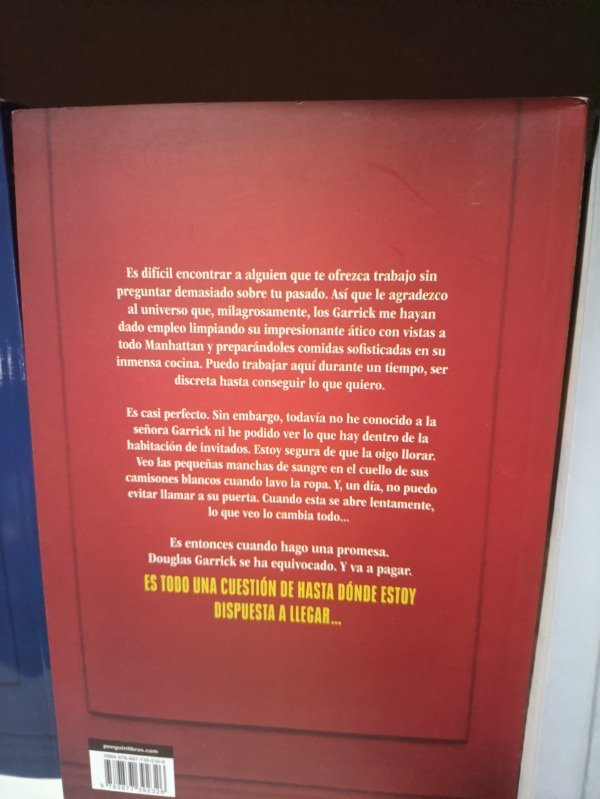 Es difícil encontrar a alguien que te ofrezca trabajo sin
preguntar demasiado sobre tu pasado. Así que le agradezco
al universo que, milagrosamente, los Garrick me hayan
dado empleo limpiando su impresionante ático con vistas a
todo Manhattan y preparándoles comidas sofisticadas en su
inmensa cocina. Puedo trabajar aquí durante un tiempo, ser
discreta hasta conseguir lo que quiero.
Es casi perfecto. Sin embargo, todavía no he conocido a la
señora Garrick ni he podido ver lo que hay dentro de la
habitación de invitados. Estoy segura de que la oigo llorar.
Veo las pequeñas manchas de sangre en el cuello de sus
camisones blancos cuando lavo la ropa. Y, un día, no puedo
evitar llamar a su puerta. Cuando esta se abre lentamente,
lo que veo lo cambia todo...
Es entonces cuando hago una promesa.
Douglas Garrick se ha equivocado. Y va a pagar.
ES TODO UNA CUESTIÓN DE HASTA DÓNDE ESTOY
DISPUESTA A LLEGAR...
penguinlibros.com